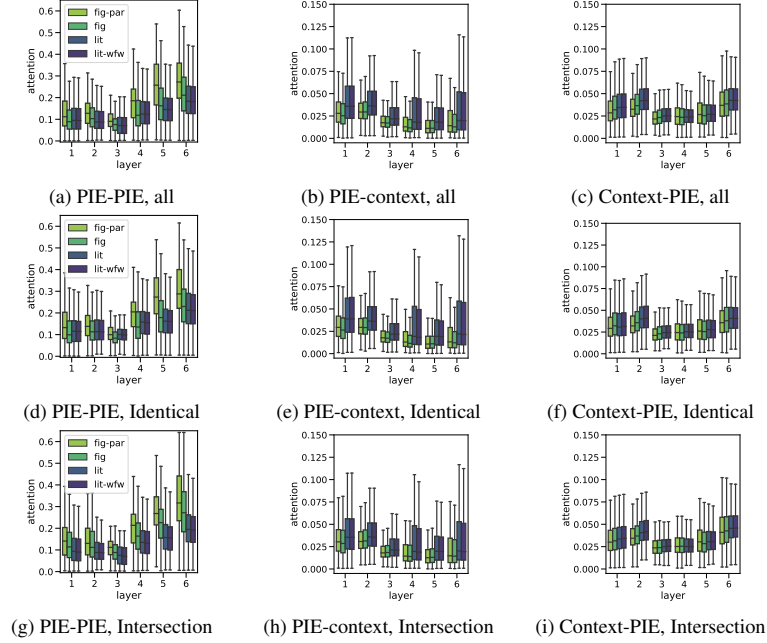 0.6
0.5
0.4
0.3
0.2
0.1
0.0
attention
fig-par
fig
lit
lit-wfw
1 2 3 4 5 6
layer
(a) PIE-PIE, all
0.150
0.125
0.100
0.075
0.050
0.025
0.000
attention
1 2 3 4 5 6
layer
(b) PIE-context, all
0.150
0.125
0.100
0.075
0.050
0.025
0.000
attention
1 2 3 4 5 6
layer
(c) Context-PIE, all
0.6
0.5
0.4
0.3
0.2
0.1
0.0
attention
fig-par
fig
lit
lit-wfw
1 2 3 4 5 6
layer
(d) PIE-PIE, Identical
0.150
0.125
0.100
0.075
0.050
0.025
0.000
attention
1 2 3 4 5 6
layer
(e) PIE-context, Identical
0.150
0.125
0.100
0.075
0.050
0.025
0.000
attention
1 2 3 4 5 6
layer
(f) Context-PIE, Identical
0.6
0.5
0.4
0.3
0.2
0.1
0.0
attention
fig-par
fig
lit
lit-wfw
1 2 3 4 5 6
layer
(g) PIE-PIE, Intersection
0.150
0.125
0.100
0.075
0.050
0.025
0.000
attention
1 2 3 4 5 6
layer
(h) PIE-context, Intersection
0.150
0.125
0.100
0.075
0.050
0.025
0.000
attention
1 2 3 4 5 6
layer
(i) Context-PIE, Intersection